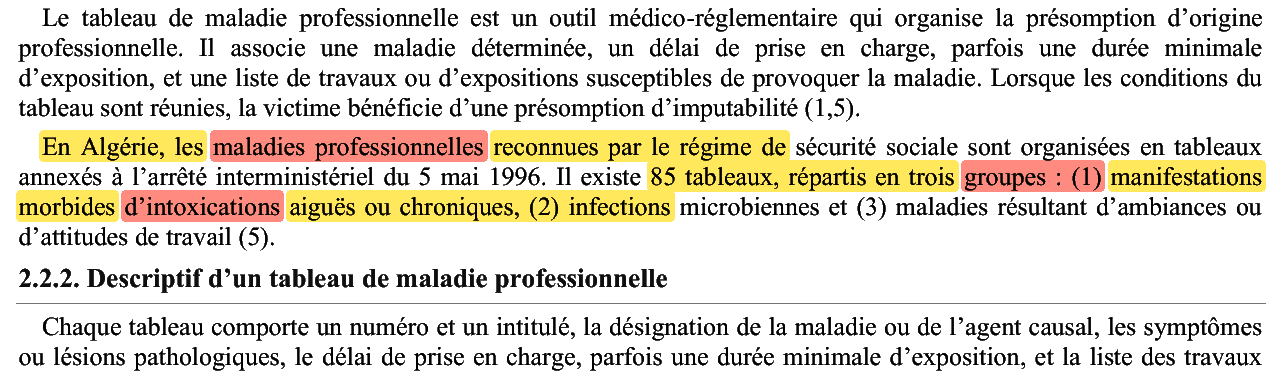 Le tableau de maladie professionnelle est un outil médico-réglementaire qui organise la présomption d’origine
professionnelle. Il associe une maladie déterminée, un délai de prise en charge, parfois une durée minimale
d’exposition, et une liste de travaux ou d’expositions susceptibles de provoquer la maladie. Lorsque les conditions du
tableau sont réunies, la victime bénéficie d’une présomption d’imputabilité (1,5).
En Algérie, les maladies professionnelles reconnues par le régime de sécurité sociale sont organisées en tableaux
annexés à l’arrêté interministériel du 5 mai 1996. Il existe 85 tableaux, répartis en trois groupes : (1) manifestations
morbides d’intoxications aiguës ou chroniques, (2) infections microbiennes et (3) maladies résultant d’ambiances ou
d’attitudes de travail (5).
2.2.2. Descriptif d’un tableau de maladie professionnelle
Chaque tableau comporte un numéro et un intitulé, la désignation de la maladie ou de l’agent causal, les symptômes
ou lésions pathologiques, le délai de prise en charge, parfois une durée minimale d’exposition, et la liste des travaux